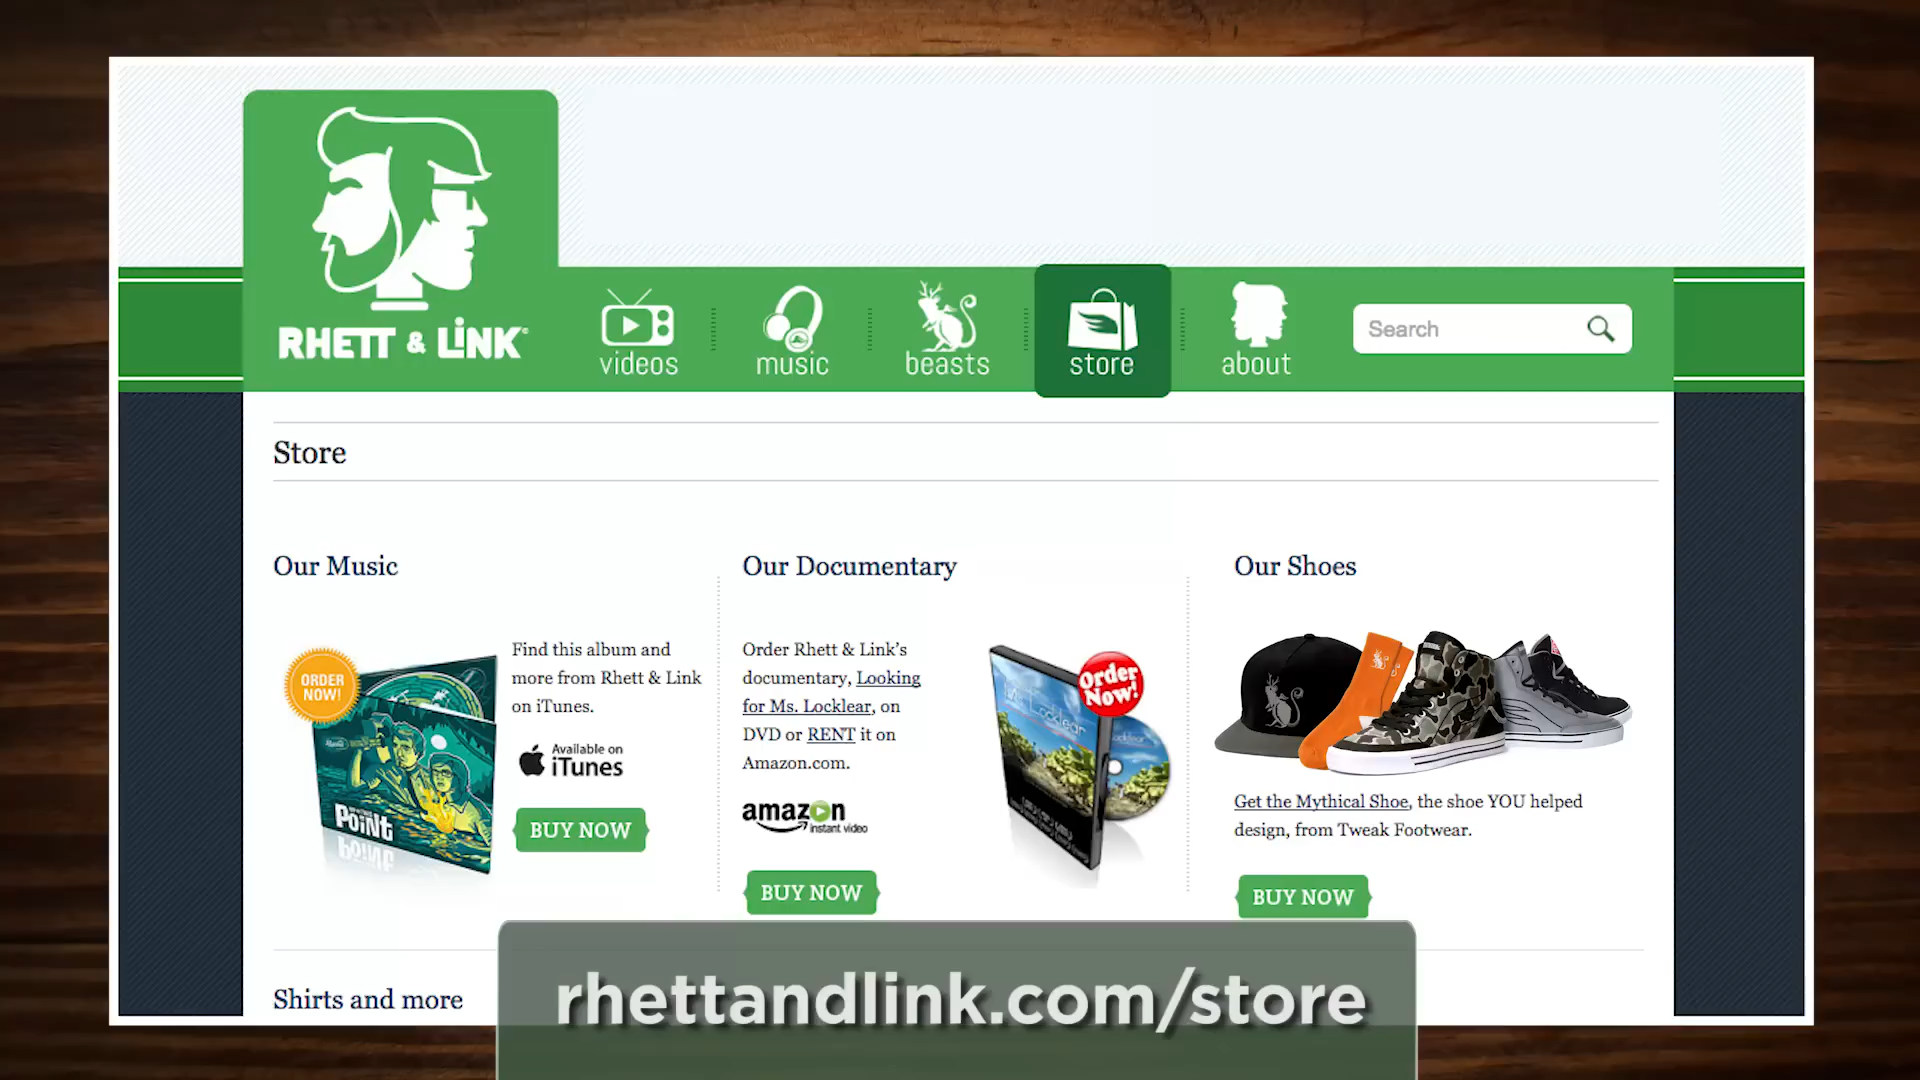 RHETT & LINK
videos
music
beasts
store
about
Search
Store
Our Music
ORDER
NOW!
POINT
Find this album and
more from Rhett & Link
on iTunes.
Available on
iTunes
BUY NOW
Our Documentary
Order Rhett & Link's
documentary, Looking
for Ms. Locklear, on
DVD or RENT it on
Amazon.com.
amazon
instant video
BUY NOW
Order
Now!
Ms. Locklear
Our Shoes
Get the Mythical Shoe, the shoe YOU helped
design, from Tweak Footwear.
BUY NOW
Shirts and more
rhettandlink.com/store